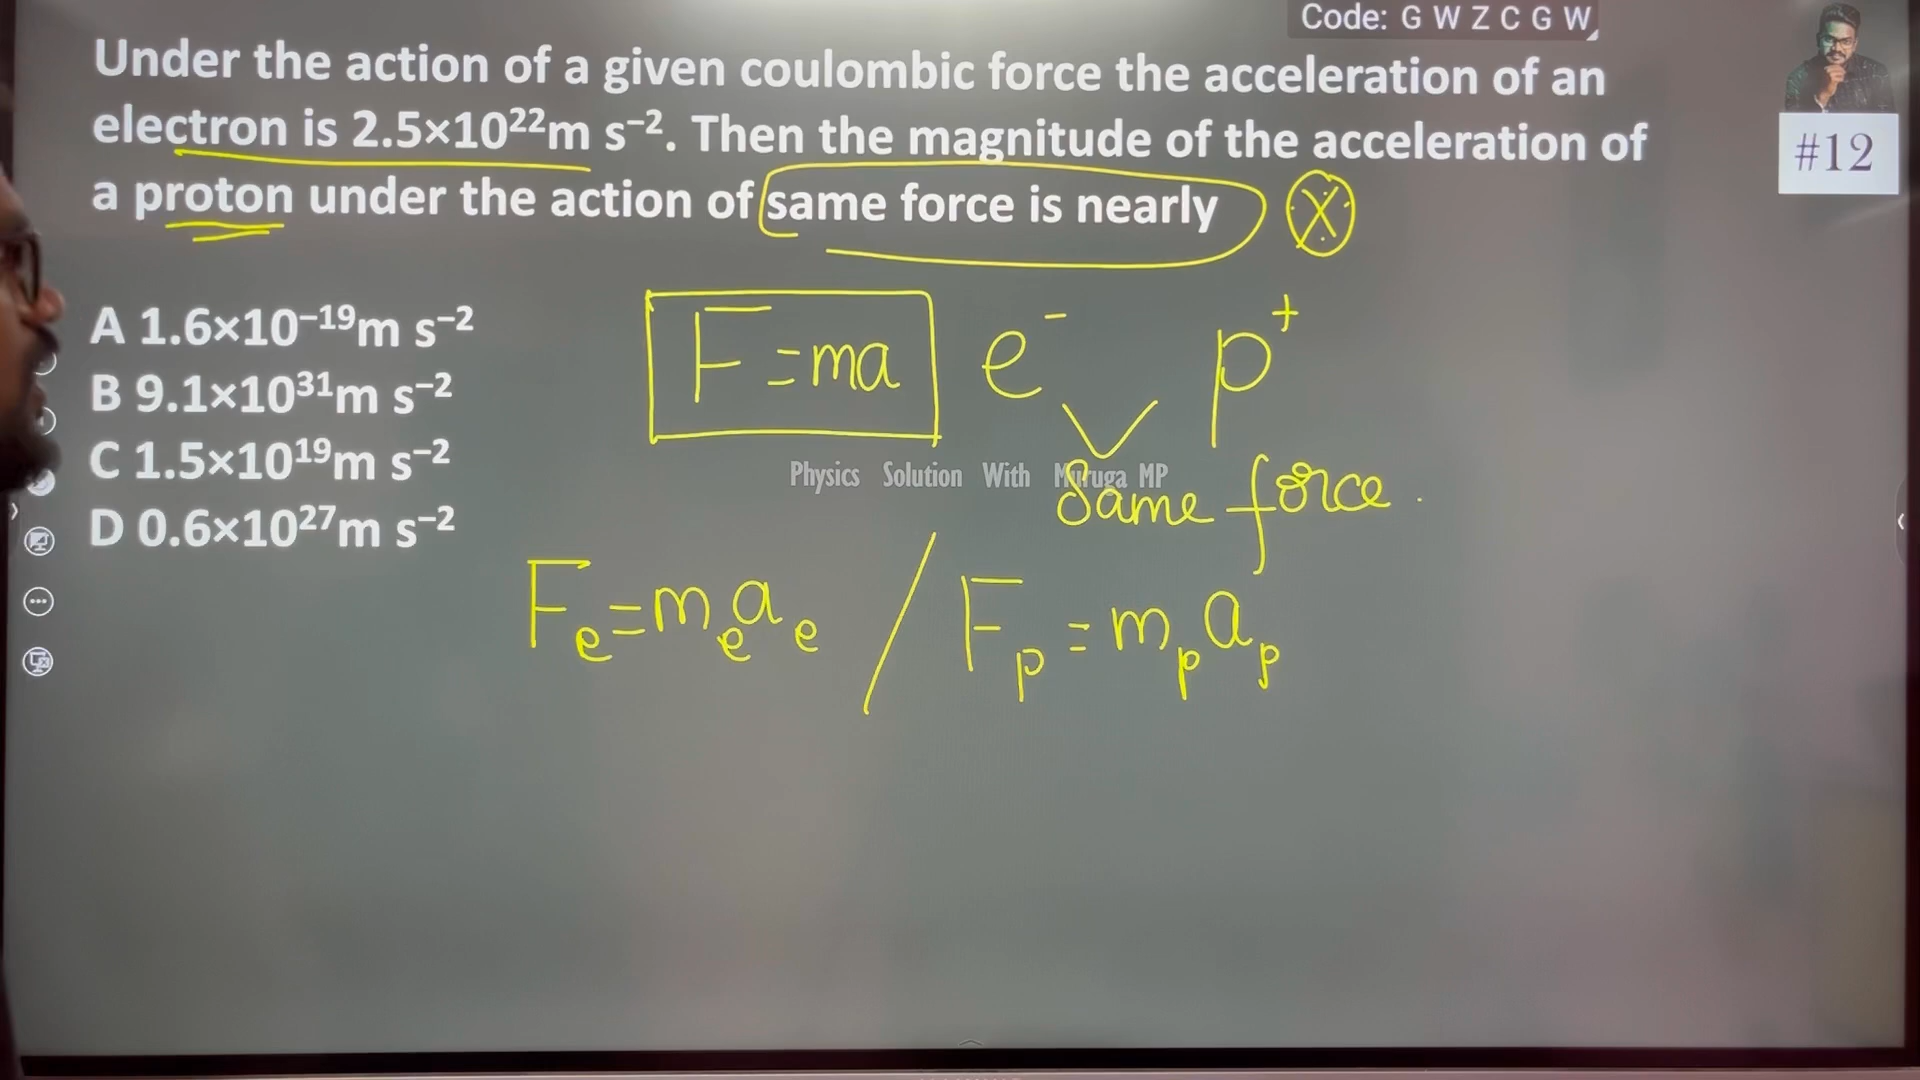 Code: G W Z C G W
Under the action of a given coulombic force the acceleration of an
electron is 2.5×10²²m s⁻². Then the magnitude of the acceleration of
a proton under the action of same force is nearly
#12
A 1.6×10⁻¹⁹m s⁻²
B 9.1×10³¹m s⁻²
C 1.5×10¹⁹m s⁻²
D 0.6×10²⁷m s⁻²
F=ma e⁻ p⁺
Physics Solution With Muruga MP
Same force.
Fₑ=mₑaₑ / Fₚ=mₚaₚ